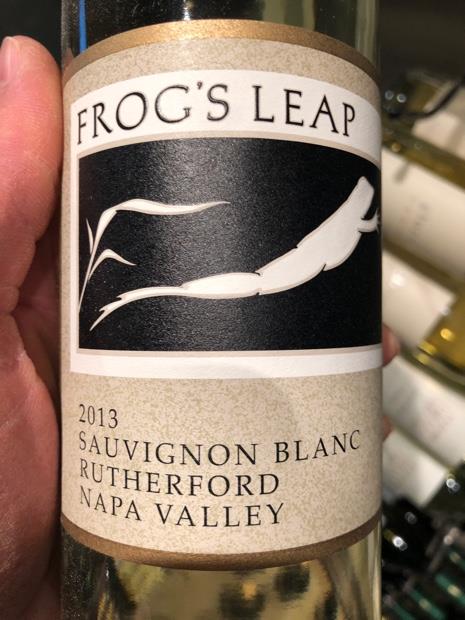 FROG'S LEAP
2013
SAUVIGNON BLANC
RUTHERFORD
NAPA VALLEY